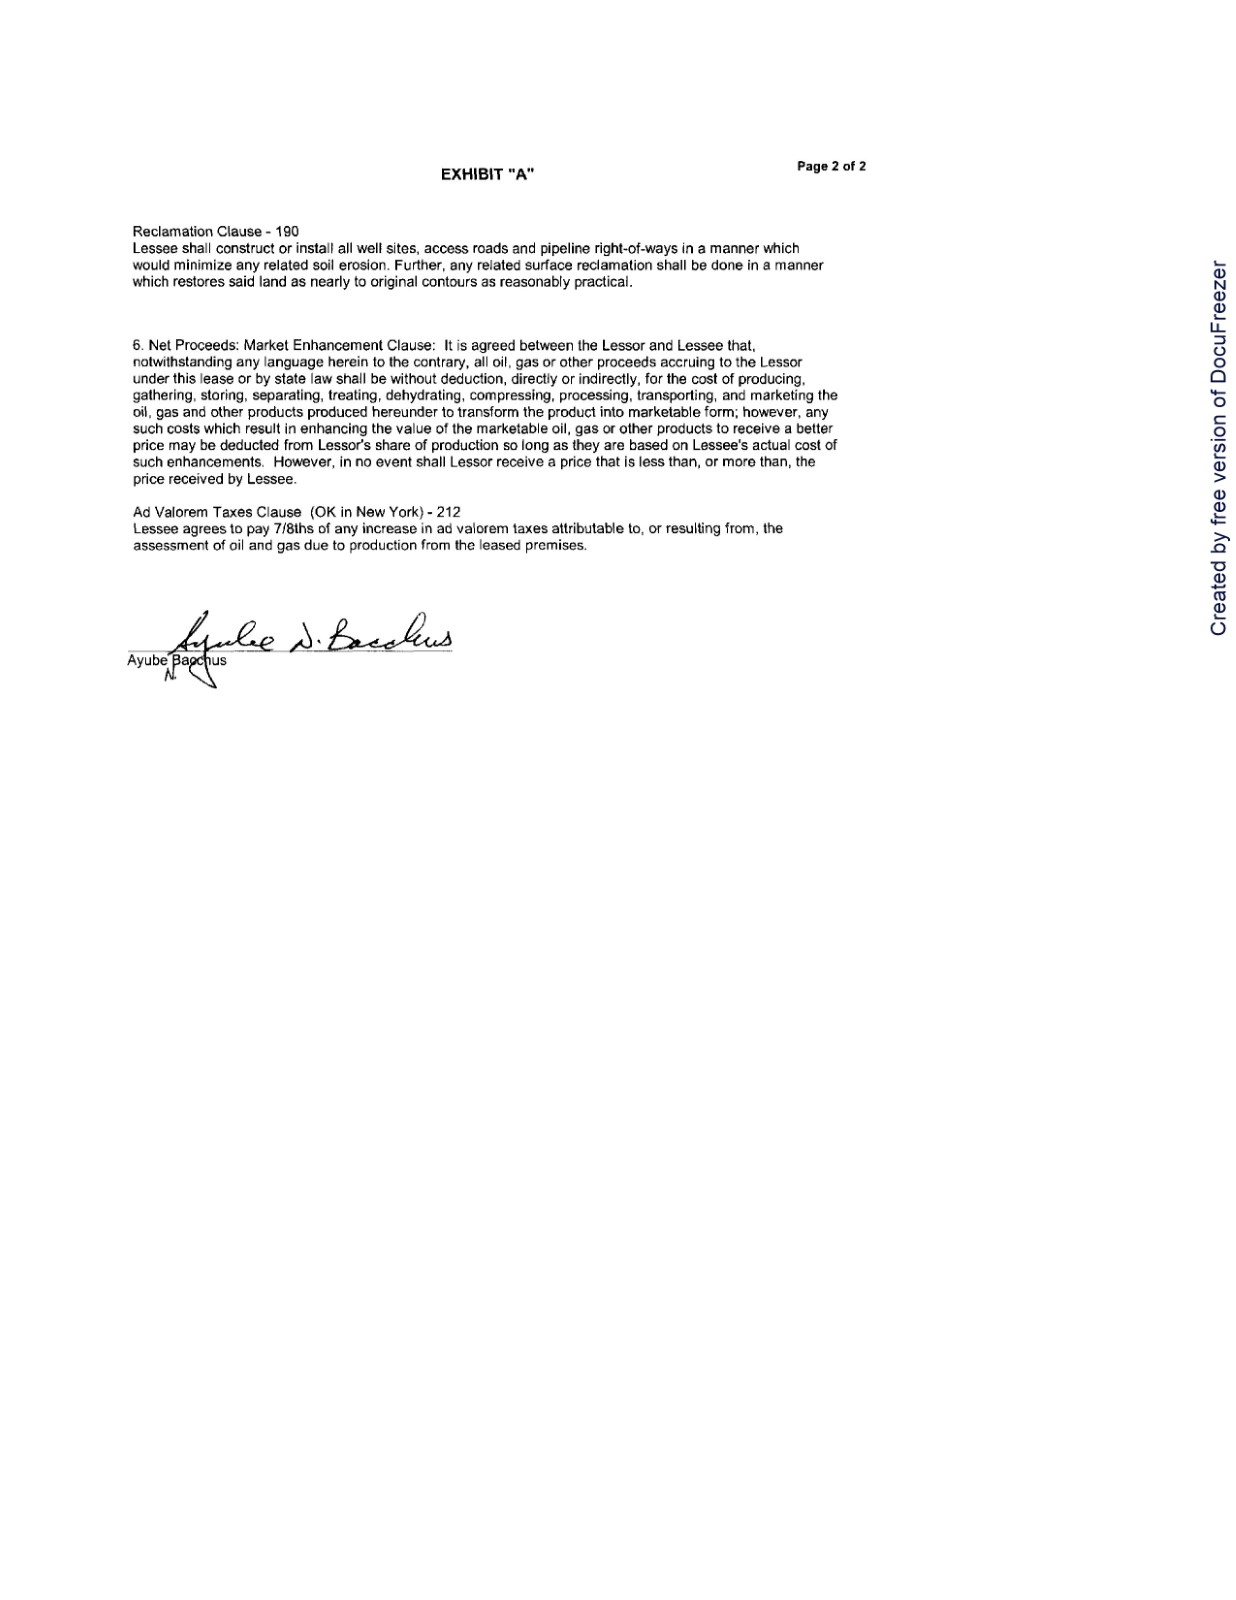 EXHIBIT "A"
Page 2 of 2
Reclamation Clause - 190
Lessee shall construct or install all well sites, access roads and pipeline right-of-ways in a manner which
would minimize any related soil erosion. Further, any related surface reclamation shall be done in a manner
which restores said land as nearly to original contours as reasonably practical.
6. Net Proceeds: Market Enhancement Clause: It is agreed between the Lessor and Lessee that,
notwithstanding any language herein to the contrary, all oil, gas or other proceeds accruing to the Lessor
under this lease or by state law shall be without deduction, directly or indirectly, for the cost of producing,
gathering, storing, separating, treating, dehydrating, compressing, processing, transporting, and marketing the
oil, gas and other products produced hereunder to transform the product into marketable form; however, any
such costs which result in enhancing the value of the marketable oil, gas or other products to receive a better
price may be deducted from Lessor's share of production so long as they are based on Lessee's actual cost of
such enhancements. However, in no event shall Lessor receive a price that is less than, or more than, the
price received by Lessee.
Ad Valorem Taxes Clause (OK in New York) - 212
Lessee agrees to pay 7/8ths of any increase in ad valorem taxes attributable to, or resulting from, the
assessment of oil and gas due to production from the leased premises.
Ayube N. Bacchus
Ayube Bacchus
N.
Created by free version of DocuFreezer